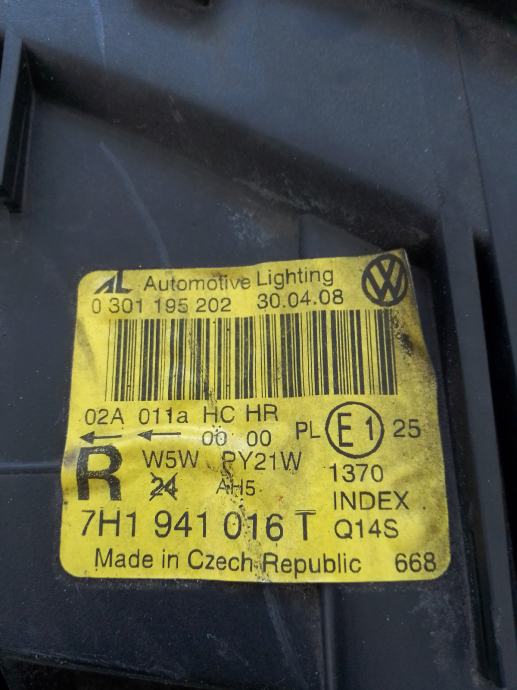 AL Automotive Lighting
0 301 195 202 30.04.08
02A 011a HC HR
← ← 00 00 PL E1 25
R W5W PY21W 1370
24 AH5 INDEX
7H1 941 016 T Q14S
Made in Czech Republic 668